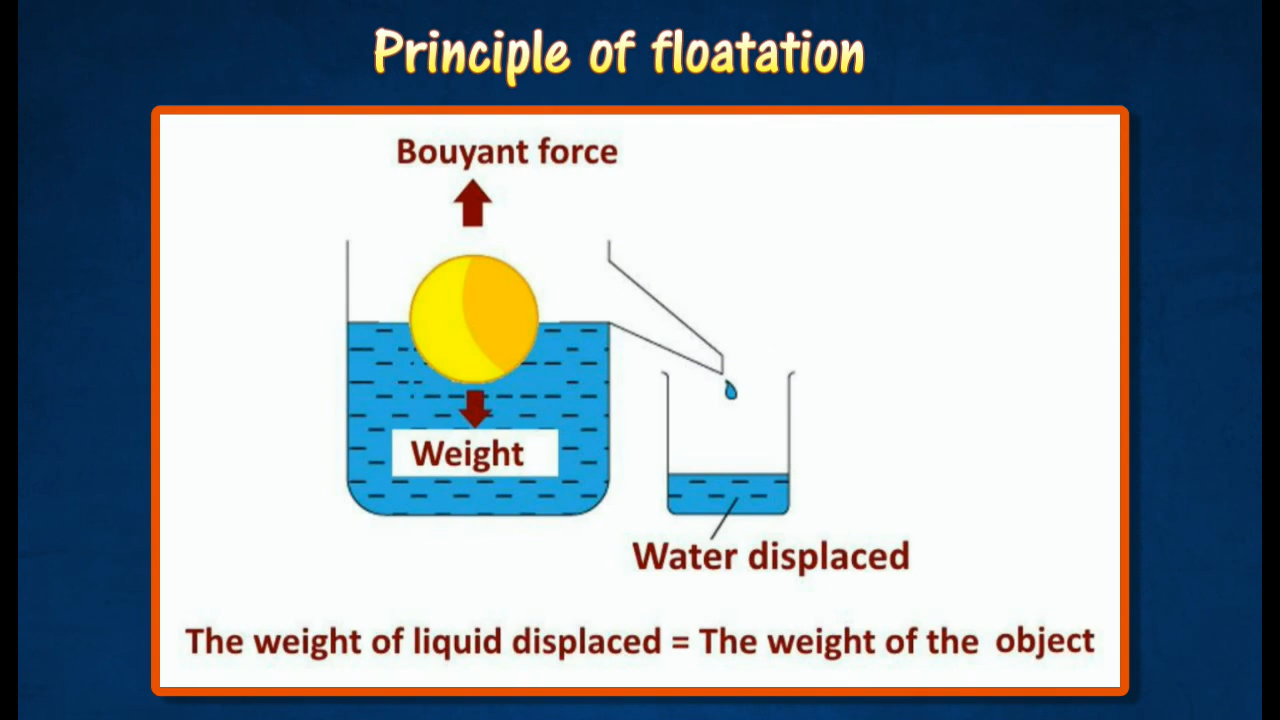 Principle of floatation
Bouyant force
Weight
Water displaced
The weight of liquid displaced = The weight of the object